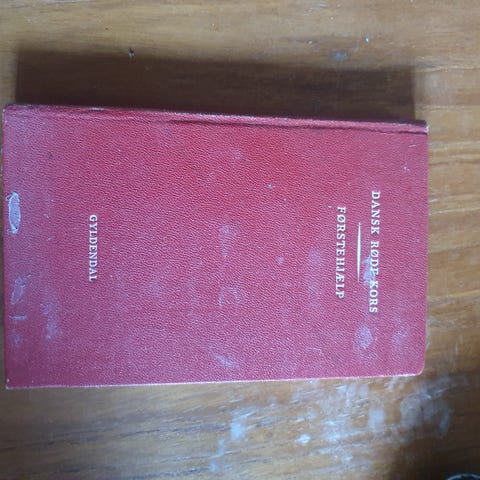 DANSK RØDE KORS
FØRSTEHJÆLP
GYLDENDAL